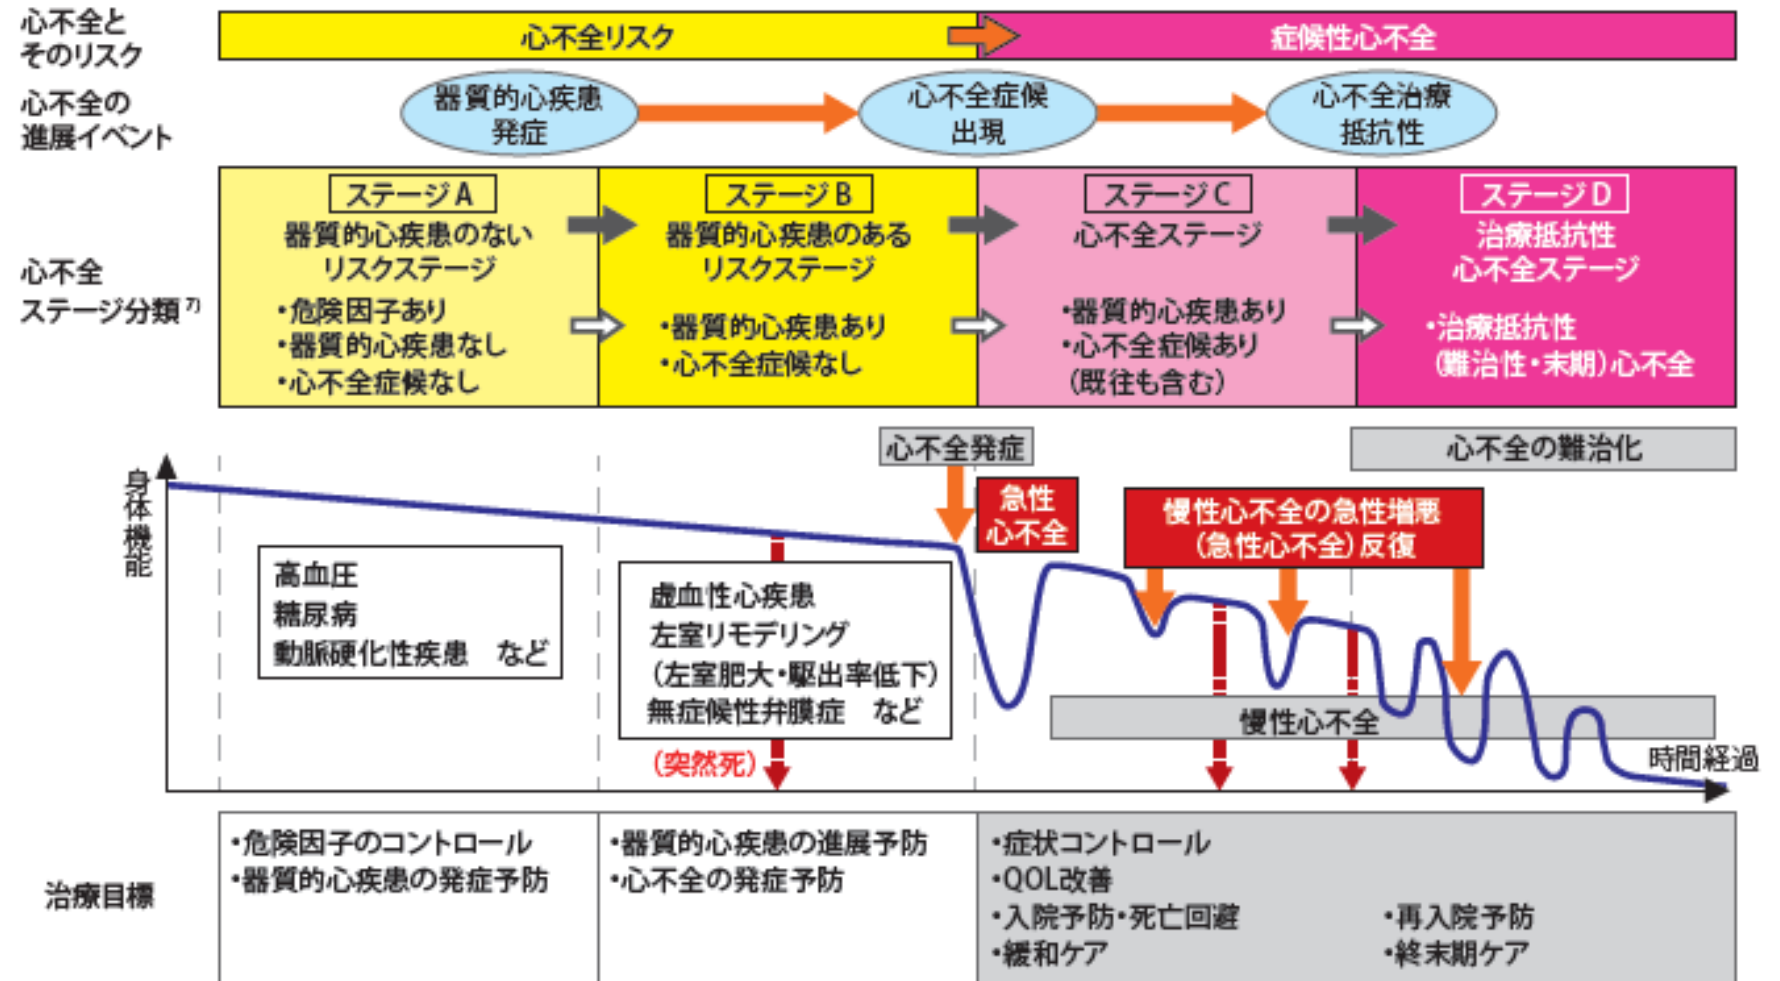 心不全と
そのリスク
心不全リスク
症候性心不全
心不全の
進展イベント
器質的心疾患
発症
心不全症候
出現
心不全治療
抵抗性
心不全
ステージ分類 7)
ステージA
器質的心疾患のない
リスクステージ
・危険因子あり
・器質的心疾患なし
・心不全症候なし
ステージB
器質的心疾患のある
リスクステージ
・器質的心疾患あり
・心不全症候なし
ステージC
心不全ステージ
・器質的心疾患あり
・心不全症候あり
(既往も含む)
ステージD
治療抵抗性
心不全ステージ
・治療抵抗性
(難治性・末期)心不全
心不全発症
心不全の難治化
身体機能
急性
心不全
慢性心不全の急性増悪
(急性心不全)反復
高血圧
糖尿病
動脈硬化性疾患 など
虚血性心疾患
左室リモデリング
(左室肥大・駆出率低下)
無症候性弁膜症 など
(突然死)
慢性心不全
時間経過
治療目標
・危険因子のコントロール
・器質的心疾患の発症予防
・器質的心疾患の進展予防
・心不全の発症予防
・症状コントロール
・QOL改善
・入院予防・死亡回避
・緩和ケア
・再入院予防
・終末期ケア